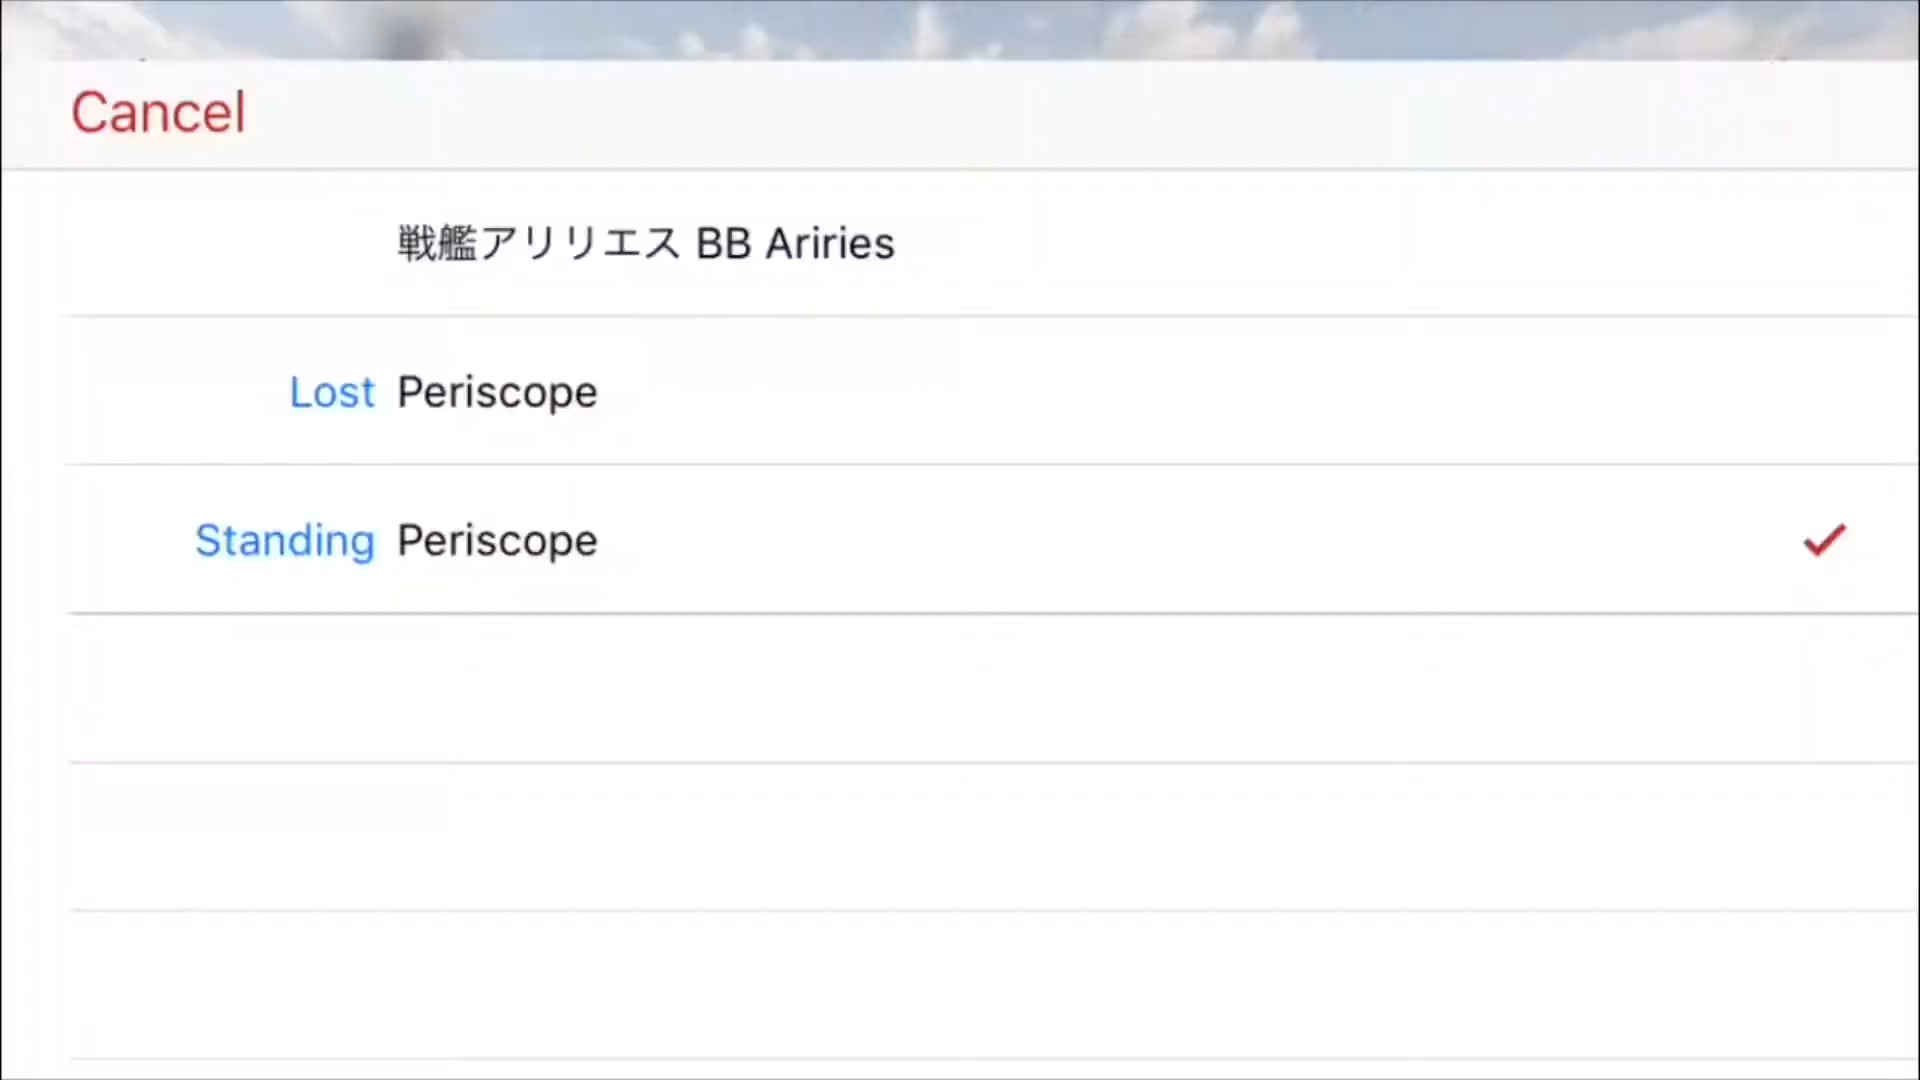 Cancel
戦艦アリリエス BB Ariries
Lost Periscope
Standing Periscope